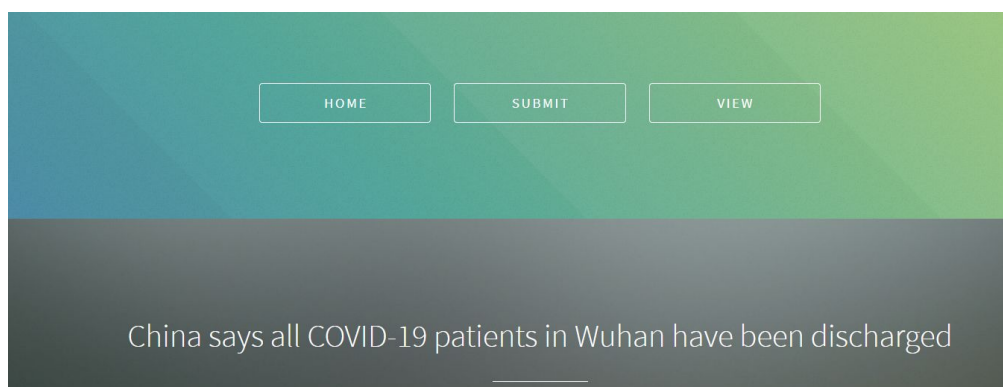 HOME SUBMIT VIEW
China says all COVID-19 patients in Wuhan have been discharged